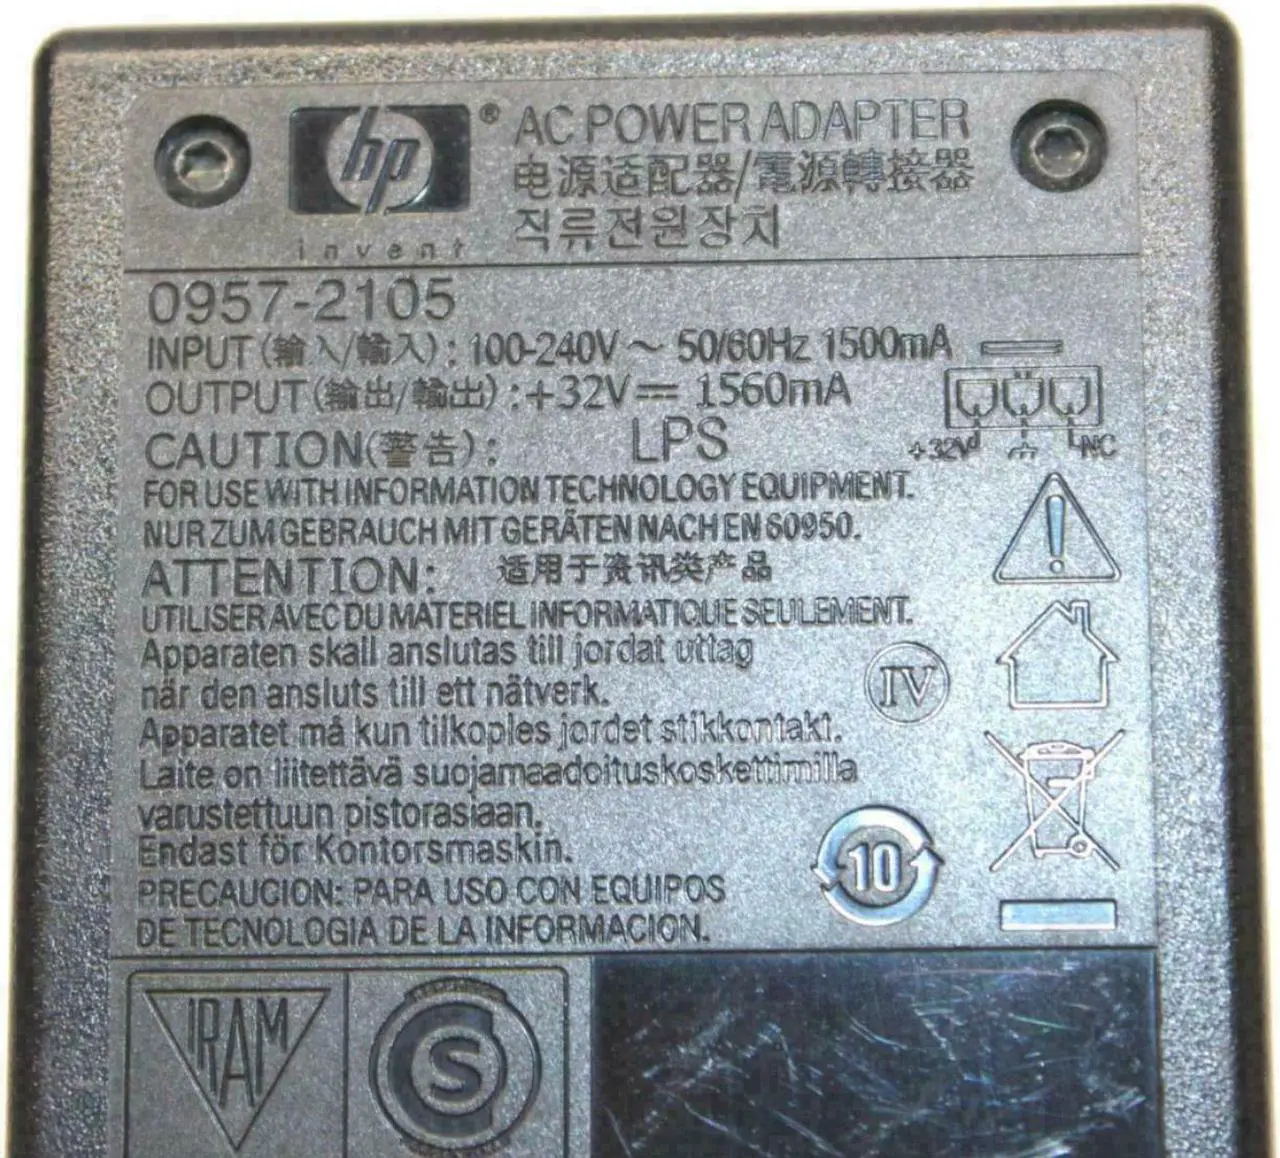 hp ® AC POWER ADAPTER
电源适配器/電源轉接器
invent 직류전원장치
0957-2105
INPUT(输入/輸入): 100-240V ~ 50/60Hz 1500mA
OUTPUT(输出/輸出): +32V⎓ 1560mA
+32V NC
CAUTION(警告): LPS
FOR USE WITH INFORMATION TECHNOLOGY EQUIPMENT.
NUR ZUM GEBRAUCH MIT GERÄTEN NACH EN 60950.
ATTENTION: 适用于资讯类产品
UTILISER AVEC DU MATERIEL INFORMATIQUE SEULEMENT.
Apparaten skall anslutas till jordat uttag
när den ansluts till ett nätverk.
IV
Apparatet må kun tilkoples jordet stikkontakt.
Laite on liitettävä suojamaadoituskoskettimilla
varustettuun pistorasiaan.
Endast för Kontorsmaskin.
10
PRECAUCION: PARA USO CON EQUIPOS
DE TECNOLOGIA DE LA INFORMACION.
IRAM S